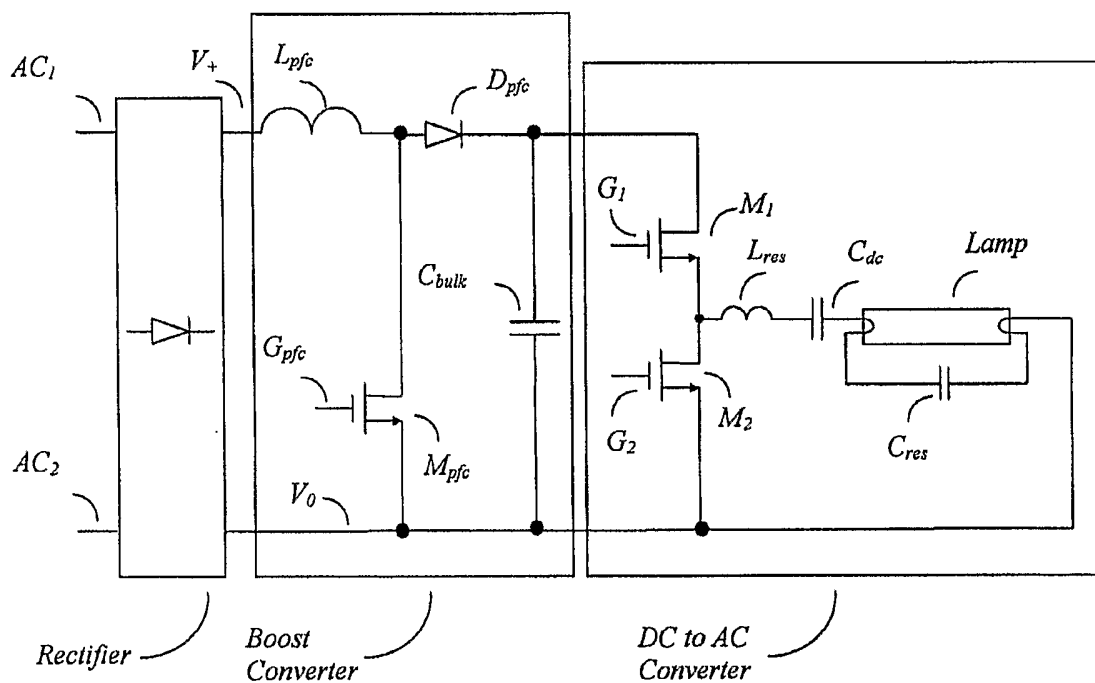 AC1
V+
Lpfc
Dpfc
G1
M1
Lres
Cdc
Lamp
Cbulk
Gpfc
Mpfc
G2
M2
Cres
AC2
V0
Rectifier
Boost
Converter
DC to AC
Converter